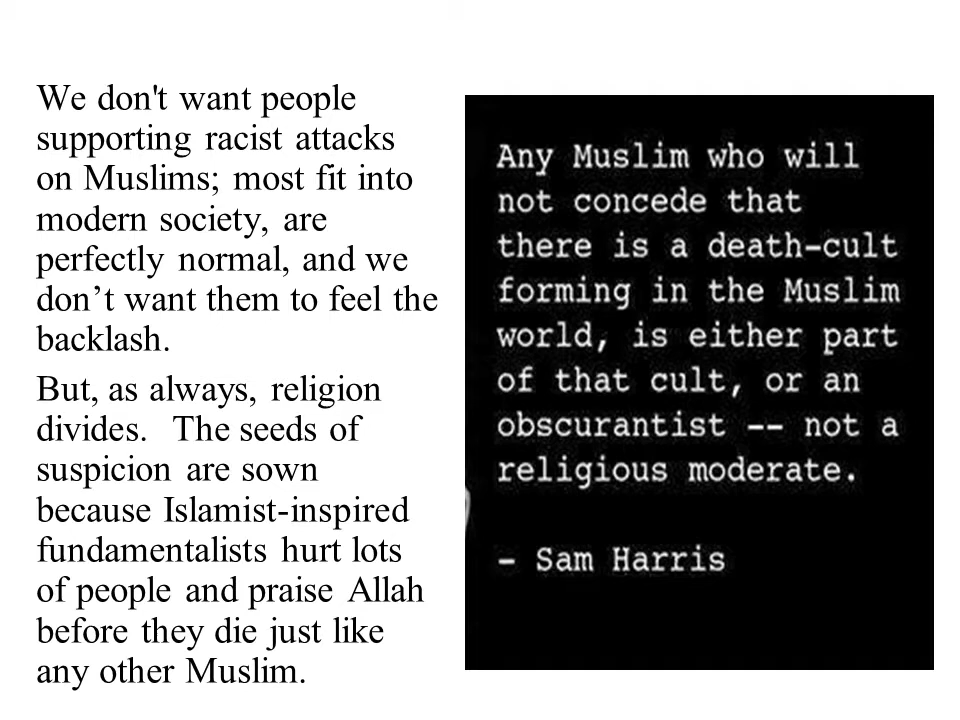 We don't want people
supporting racist attacks
on Muslims; most fit into
modern society, are
perfectly normal, and we
don’t want them to feel the
backlash.
But, as always, religion
divides. The seeds of
suspicion are sown
because Islamist-inspired
fundamentalists hurt lots
of people and praise Allah
before they die just like
any other Muslim.
Any Muslim who will
not concede that
there is a death-cult
forming in the Muslim
world, is either part
of that cult, or an
obscurantist -- not a
religious moderate.
- Sam Harris